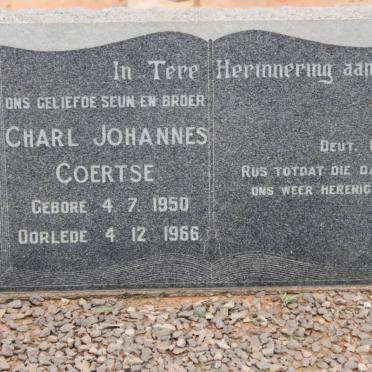 In Tere Herinnering aan
ONS GELIEFDE SEUN EN BROER
CHARL JOHANNES
COERTSE
GEBORE 4.7.1950
OORLEDE 4.12.1966
DEUT.
RUS TOTDAT DIE
ONS WEER HERENIG